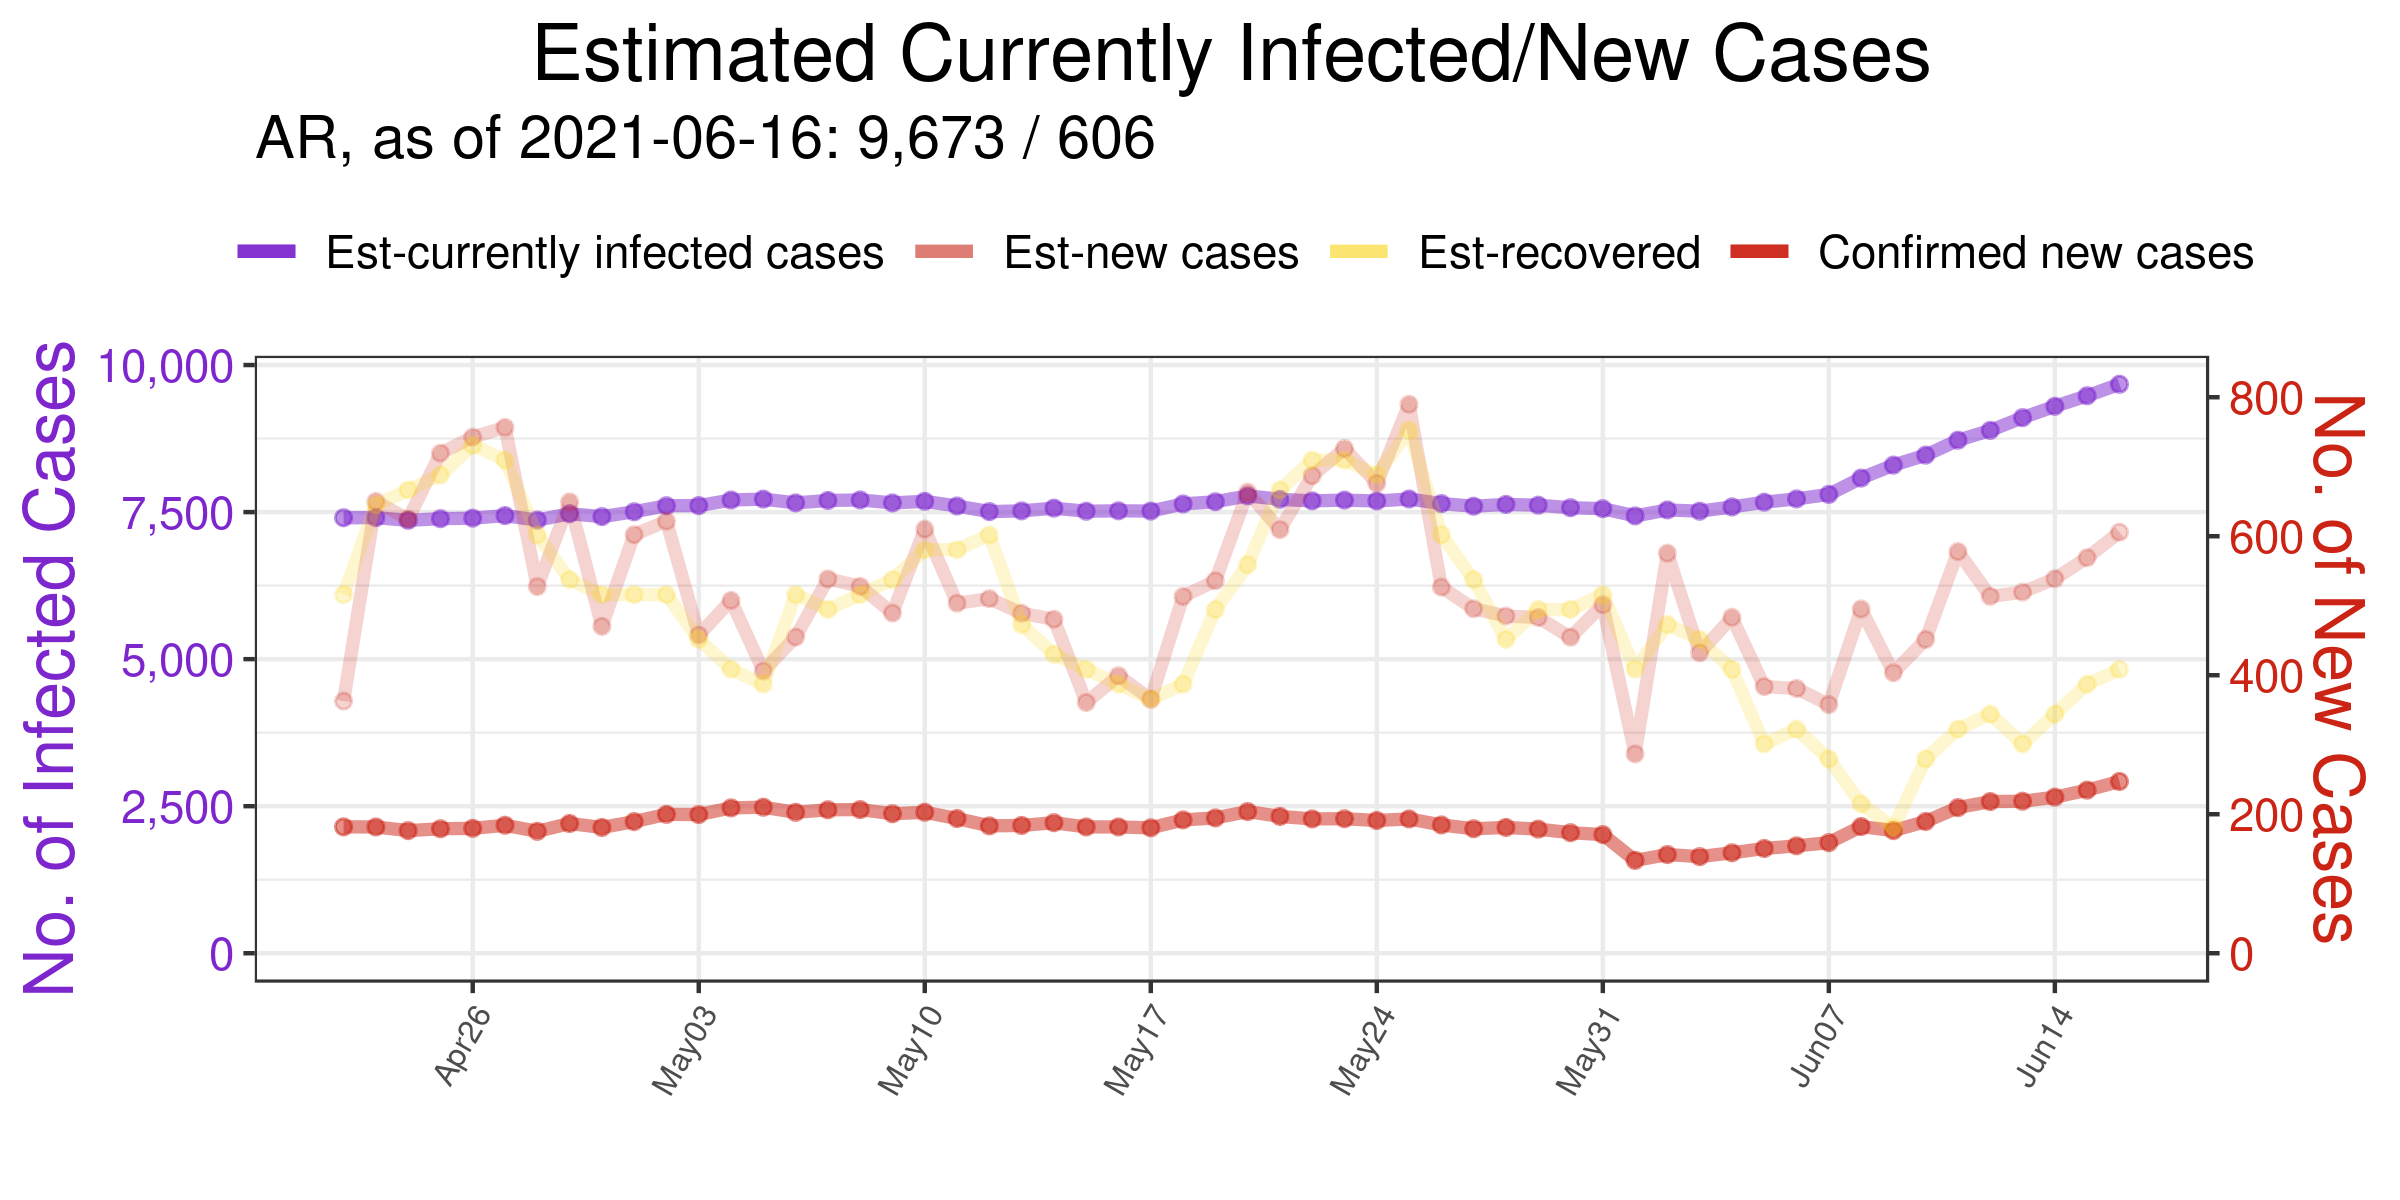 Estimated Currently Infected/New Cases
AR, as of 2021-06-16: 9,673 / 606
Est-currently infected cases
Est-new cases
Est-recovered
Confirmed new cases
No. of Infected Cases
10,000
7,500
5,000
2,500
0
800
600
400
200
0
No. of New Cases
Apr26
May03
May10
May17
May24
May31
Jun07
Jun14